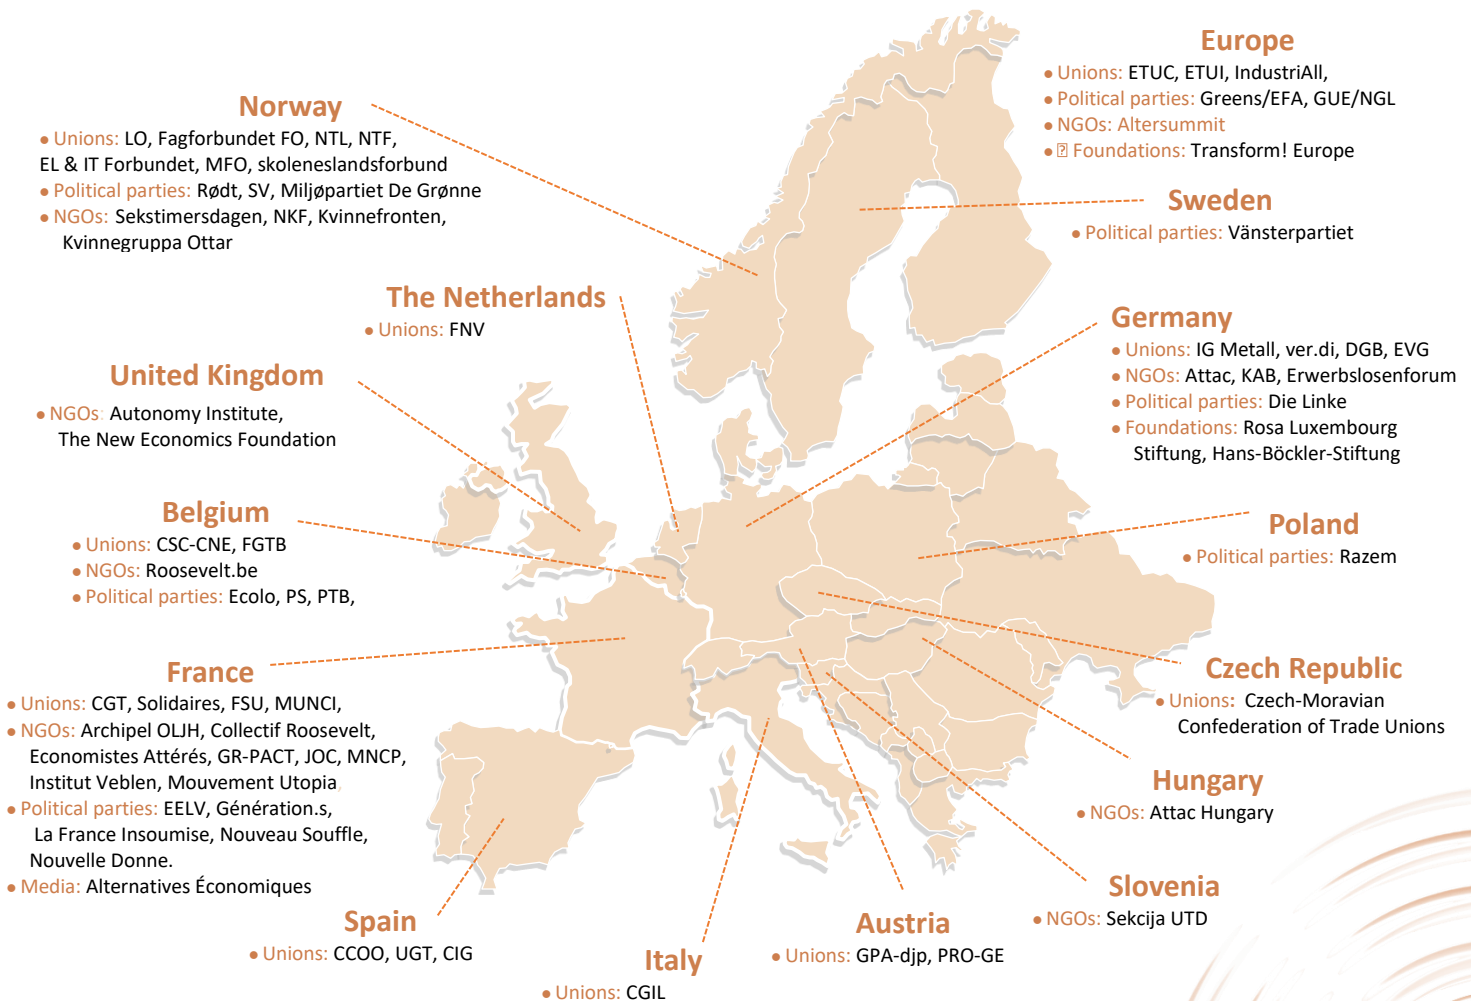 Europe
● Unions: ETUC, ETUI, IndustriAll,
● Political parties: Greens/EFA, GUE/NGL
● NGOs: Altersummit
● ⍰ Foundations: Transform! Europe
Norway
● Unions: LO, Fagforbundet FO, NTL, NTF,
EL & IT Forbundet, MFO, skoleneslandsforbund
● Political parties: Rødt, SV, Miljøpartiet De Grønne
● NGOs: Sekstimersdagen, NKF, Kvinnefronten,
Kvinnegruppa Ottar
Sweden
● Political parties: Vänsterpartiet
The Netherlands
● Unions: FNV
Germany
● Unions: IG Metall, ver.di, DGB, EVG
● NGOs: Attac, KAB, Erwerbslosenforum
● Political parties: Die Linke
● Foundations: Rosa Luxembourg
Stiftung, Hans-Böckler-Stiftung
United Kingdom
● NGOs: Autonomy Institute,
The New Economics Foundation
Belgium
● Unions: CSC-CNE, FGTB
● NGOs: Roosevelt.be
● Political parties: Ecolo, PS, PTB,
Poland
● Political parties: Razem
France
● Unions: CGT, Solidaires, FSU, MUNCI,
● NGOs: Archipel OLJH, Collectif Roosevelt,
Economistes Attérés, GR-PACT, JOC, MNCP,
Institut Veblen, Mouvement Utopia,
● Political parties: EELV, Génération.s,
La France Insoumise, Nouveau Souffle,
Nouvelle Donne.
● Media: Alternatives Économiques
Czech Republic
● Unions: Czech-Moravian
Confederation of Trade Unions
Hungary
● NGOs: Attac Hungary
Slovenia
● NGOs: Sekcija UTD
Spain
● Unions: CCOO, UGT, CIG
Austria
● Unions: GPA-djp, PRO-GE
Italy
● Unions: CGIL